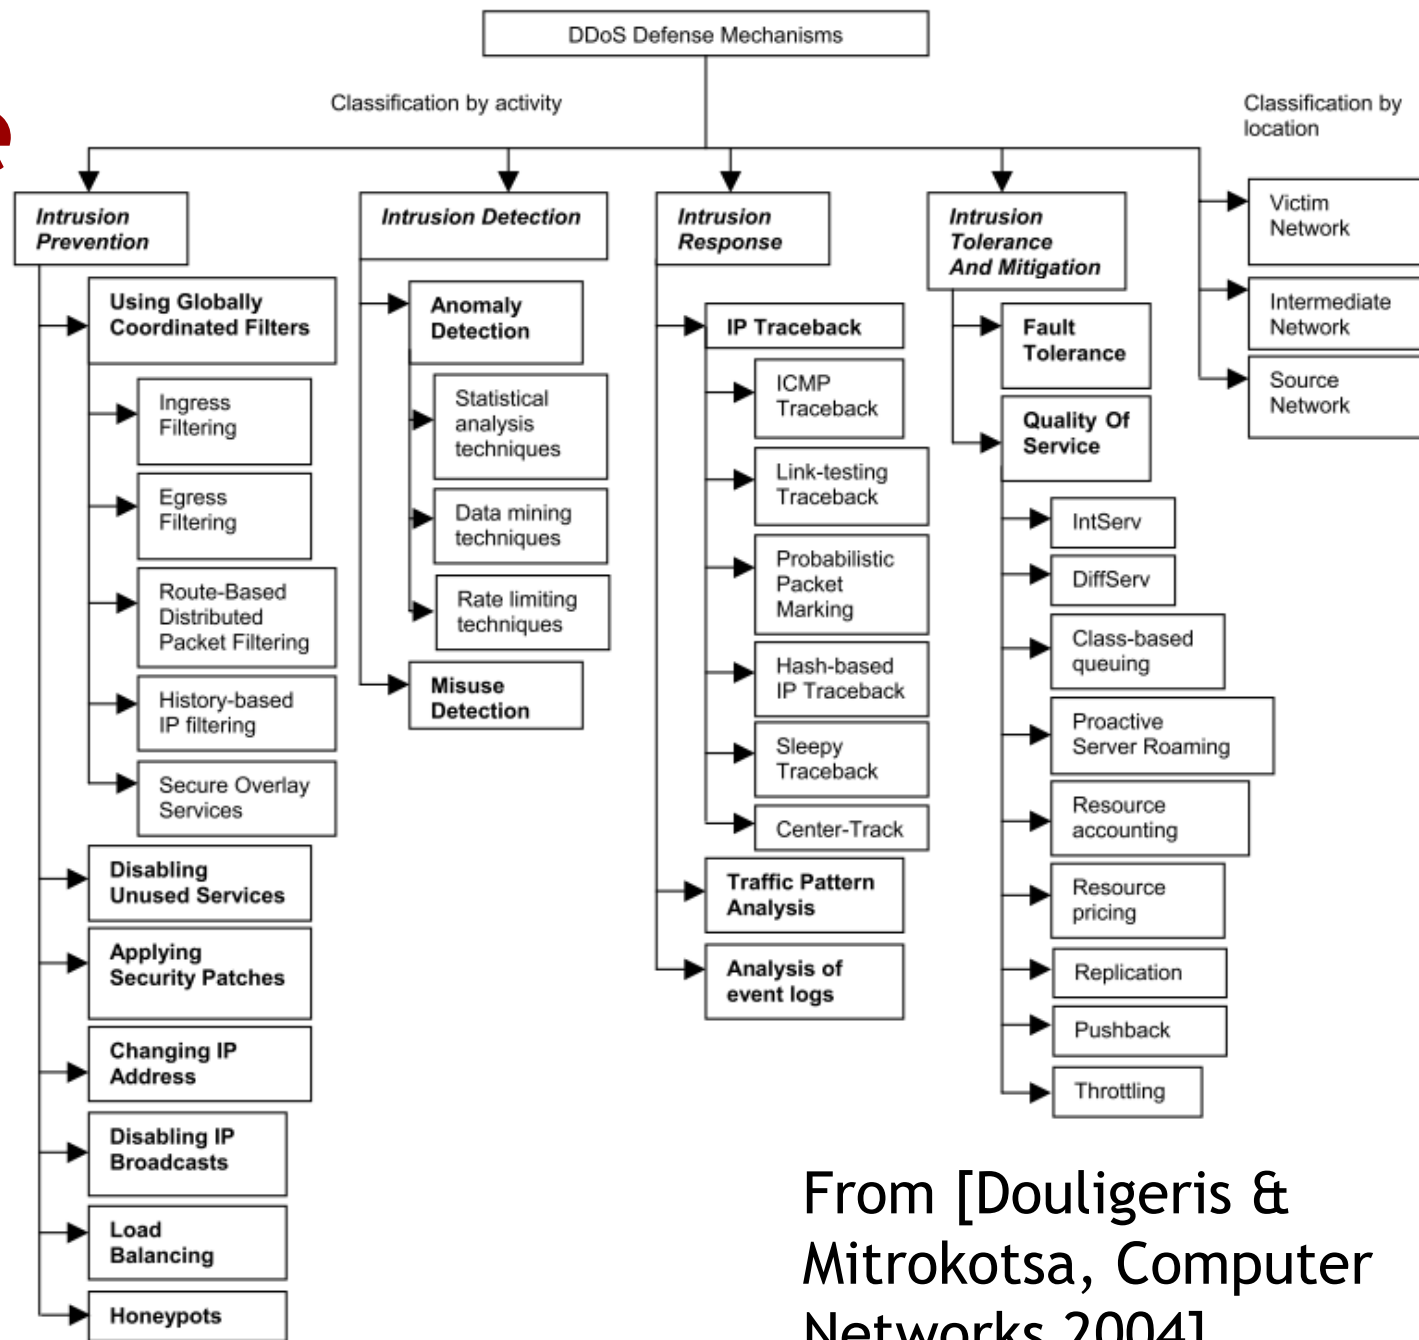 DDoS Defense Mechanisms
Classification by activity
Classification by
location
e
Intrusion
Prevention
Using Globally
Coordinated Filters
Ingress
Filtering
Egress
Filtering
Route-Based
Distributed
Packet Filtering
History-based
IP filtering
Secure Overlay
Services
Disabling
Unused Services
Applying
Security Patches
Changing IP
Address
Disabling IP
Broadcasts
Load
Balancing
Honeypots
Intrusion Detection
Anomaly
Detection
Statistical
analysis
techniques
Data mining
techniques
Rate limiting
techniques
Misuse
Detection
Intrusion
Response
IP Traceback
ICMP
Traceback
Link-testing
Traceback
Probabilistic
Packet
Marking
Hash-based
IP Traceback
Sleepy
Traceback
Center-Track
Traffic Pattern
Analysis
Analysis of
event logs
Intrusion
Tolerance
And Mitigation
Fault
Tolerance
Quality Of
Service
IntServ
DiffServ
Class-based
queuing
Proactive
Server Roaming
Resource
accounting
Resource
pricing
Replication
Pushback
Throttling
Victim
Network
Intermediate
Network
Source
Network
From [Douligeris &
Mitrokotsa, Computer
Networks 2004]